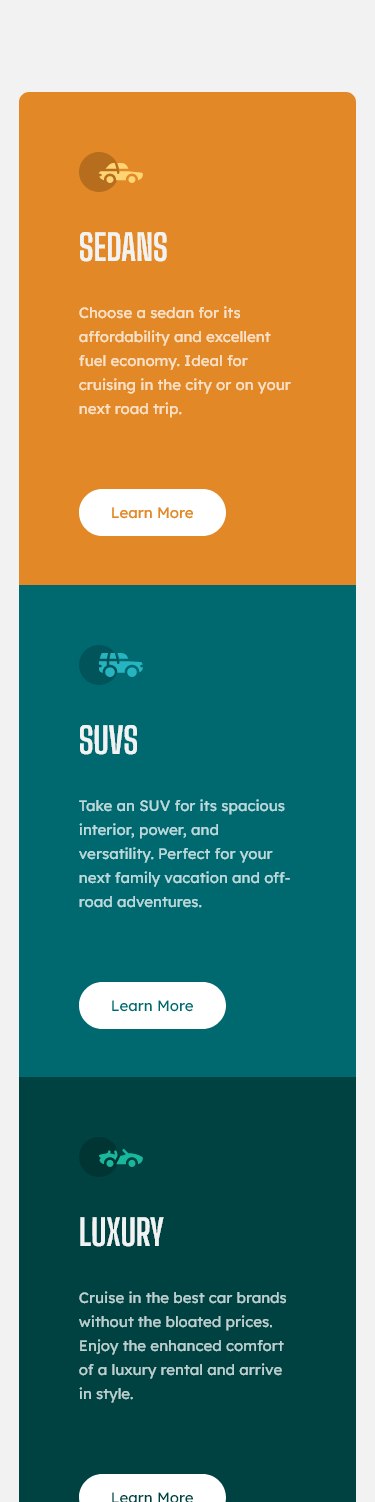 SEDANS
Choose a sedan for its
affordability and excellent
fuel economy. Ideal for
cruising in the city or on your
next road trip.
Learn More
SUVS
Take an SUV for its spacious
interior, power, and
versatility. Perfect for your
next family vacation and off-
road adventures.
Learn More
LUXURY
Cruise in the best car brands
without the bloated prices.
Enjoy the enhanced comfort
of a luxury rental and arrive
in style.
Learn More